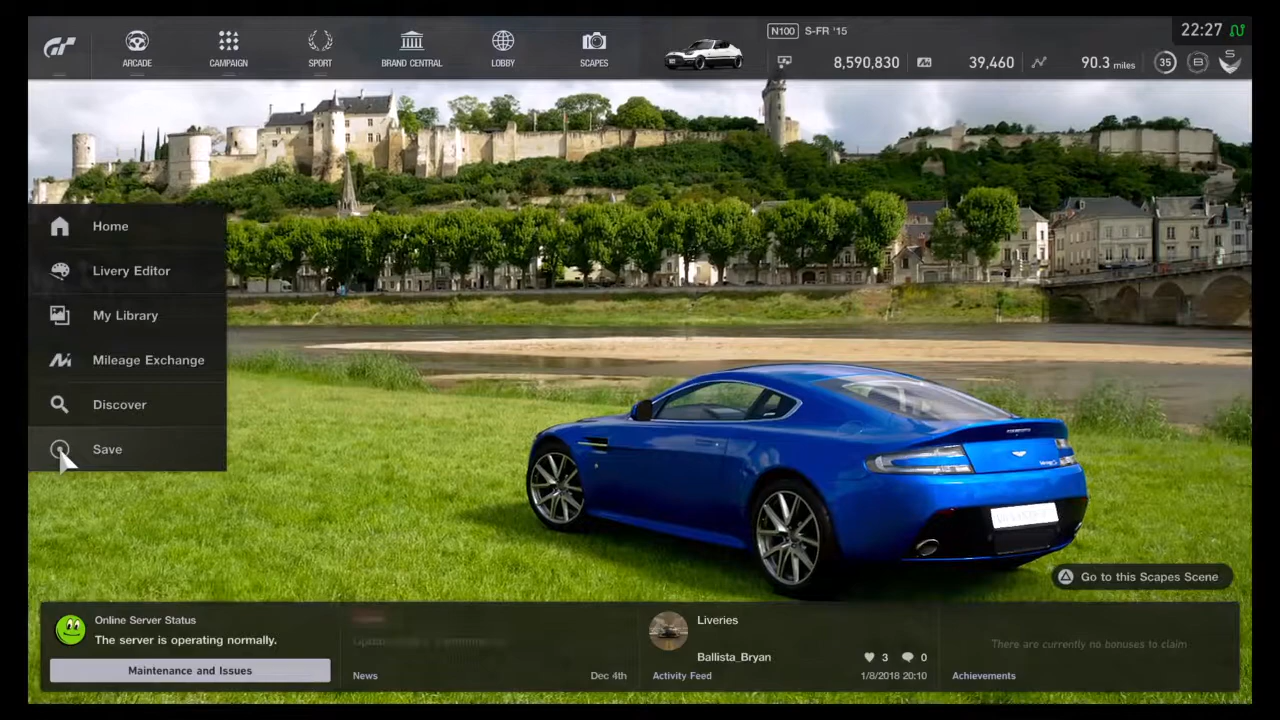 GT
22:27
ARCADE
CAMPAIGN
SPORT
BRAND CENTRAL
LOBBY
SCAPES
N100 S-FR '15
8,590,830
39,460
90.3 miles
35
B
S
Home
Livery Editor
My Library
Mileage Exchange
Discover
Save
Go to this Scapes Scene
Online Server Status
The server is operating normally.
Maintenance and Issues
News Dec 4th
Liveries
Ballista_Bryan
3 0
Activity Feed 1/8/2018 20:10
There are currently no bonuses to claim
Achievements